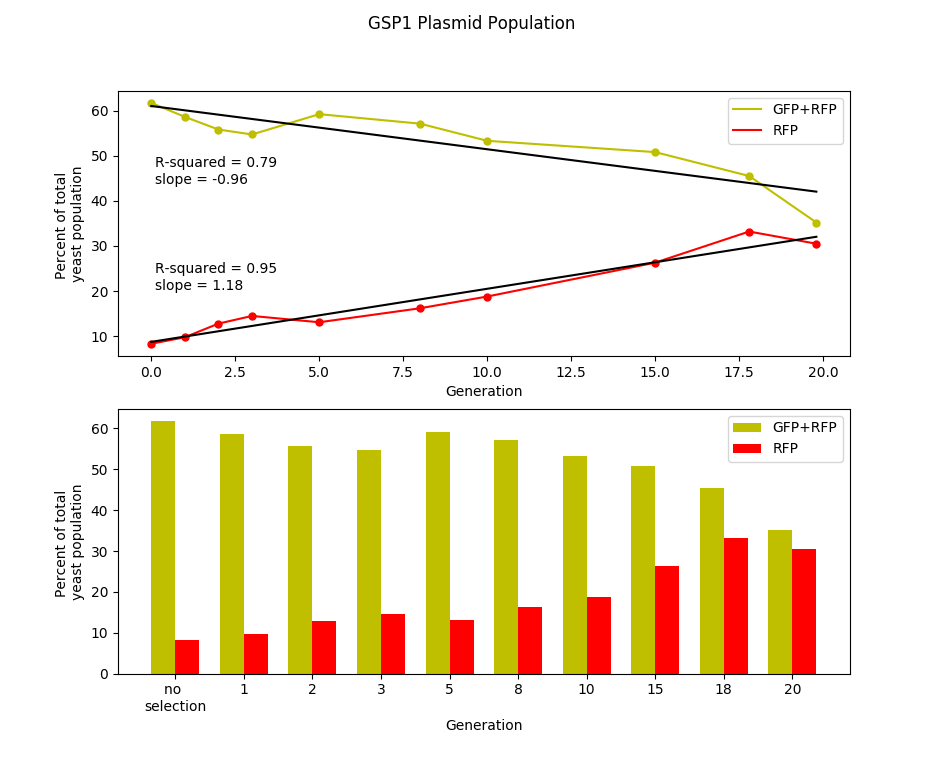 GSP1 Plasmid Population
GFP+RFP
RFP
60
50
40
30
20
10
Percent of total
yeast population
R-squared = 0.79
slope = -0.96
R-squared = 0.95
slope = 1.18
0.0 2.5 5.0 7.5 10.0 12.5 15.0 17.5 20.0
Generation
GFP+RFP
RFP
60
50
40
30
20
10
0
Percent of total
yeast population
no 1 2 3 5 8 10 15 18 20
selection
Generation